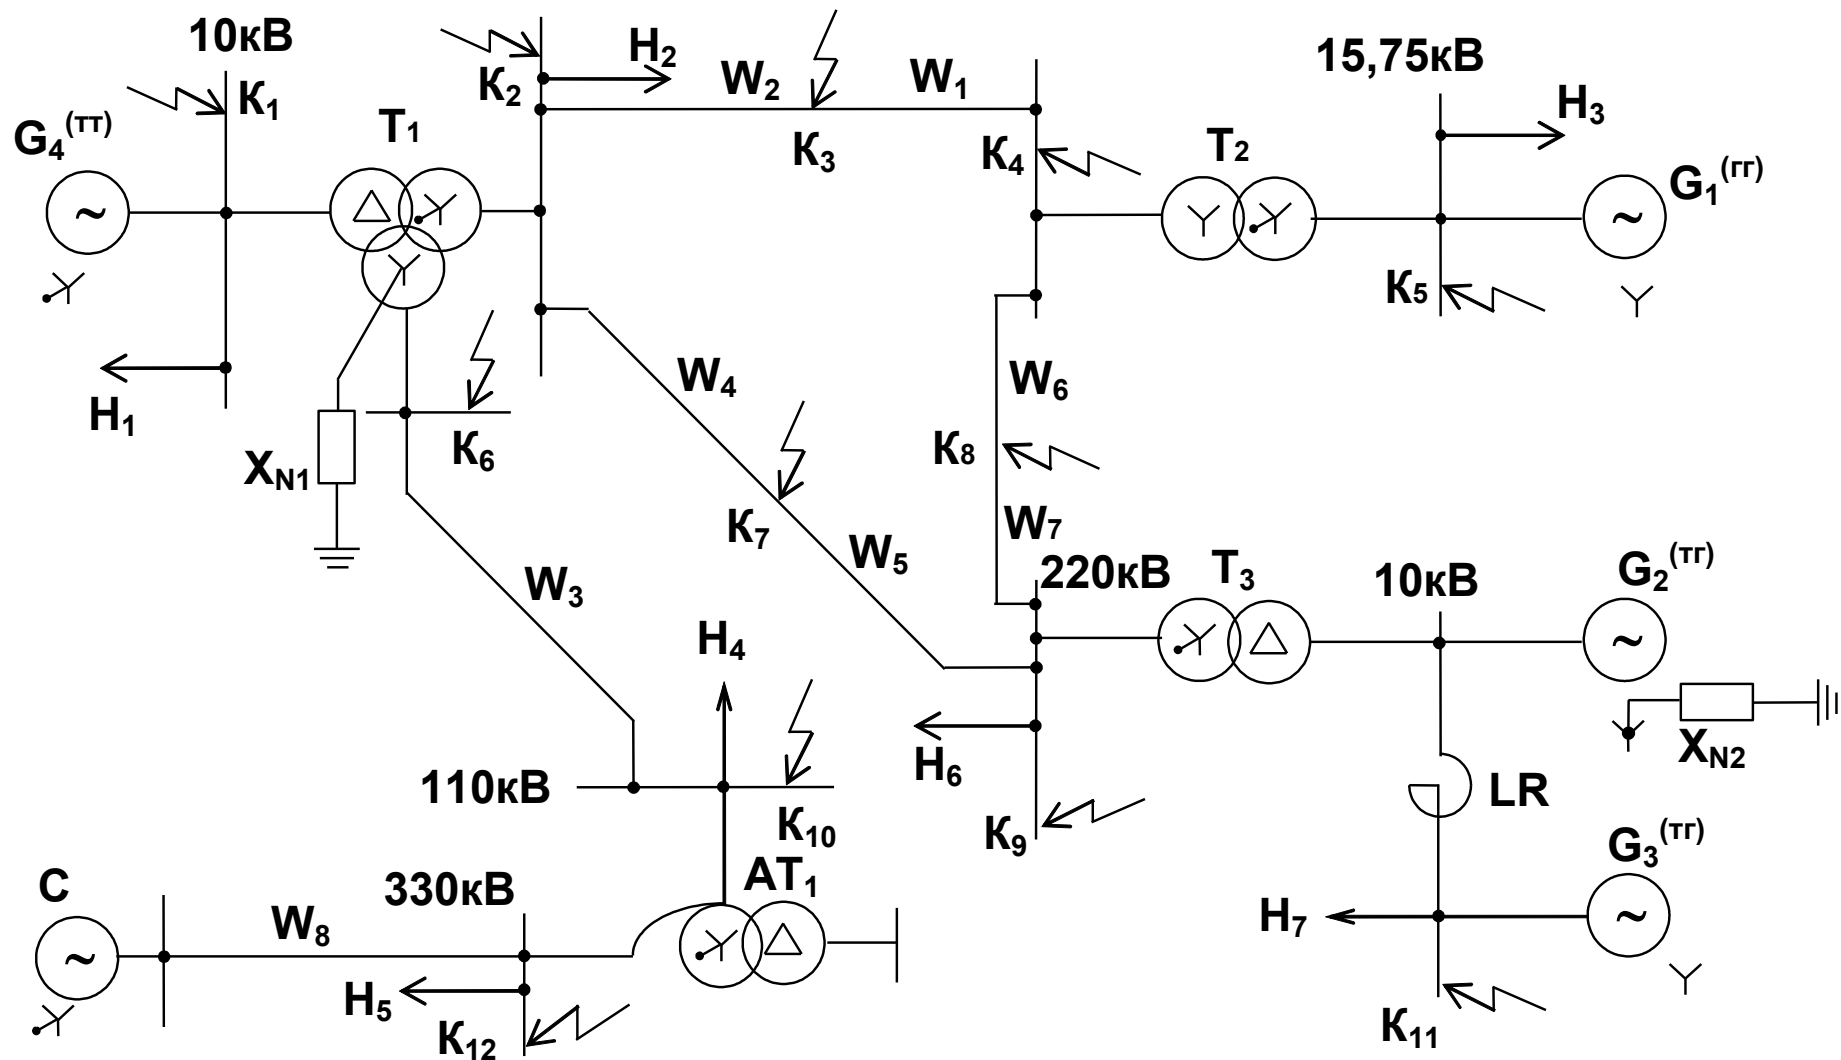 10кВ
К1
G4(тт)
Т1
К2
Н2
W2
W1
К3
К4
Т2
15,75кВ
Н3
G1(гг)
К5
Н1
XN1
К6
W4
W6
К8
К7
W5
W7
W3
220кВ
Т3
10кВ
G2(тг)
Н4
Н6
XN2
LR
110кВ
К10
К9
G3(тг)
С
330кВ
АТ1
W8
Н7
Н5
К12
К11
~
~
~
~
~